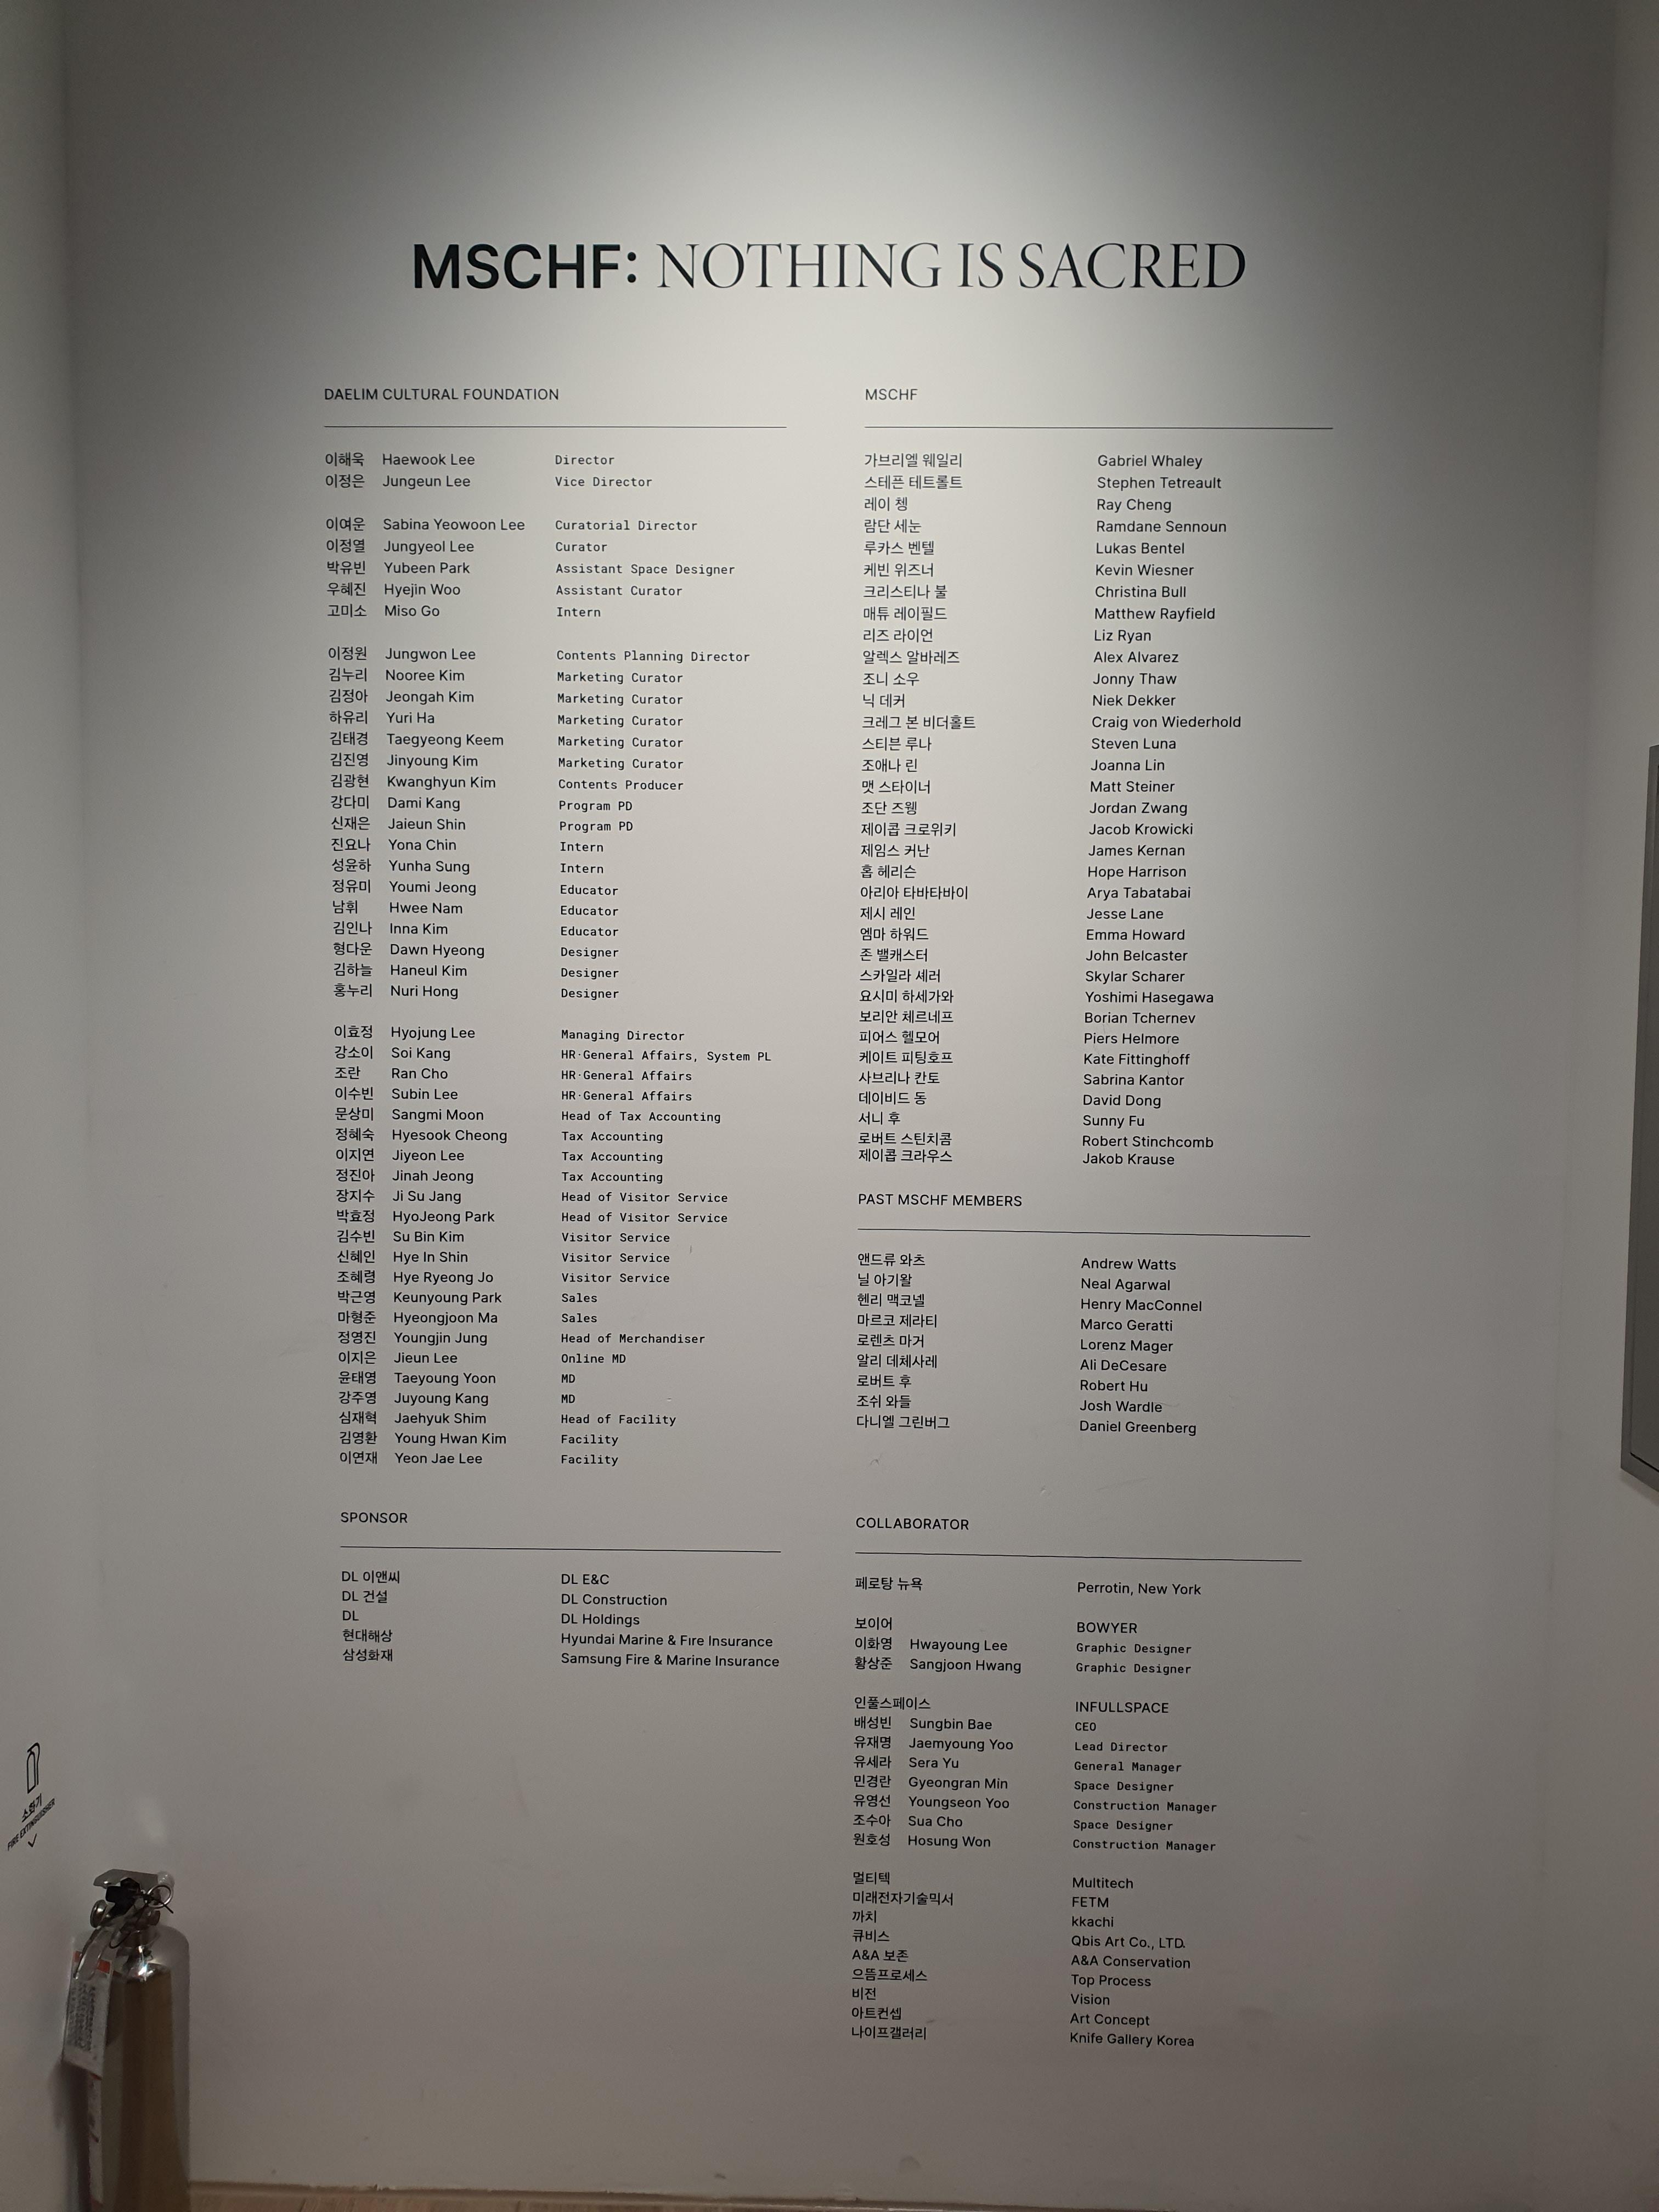 MSCHF: NOTHING IS SACRED
DAELIM CULTURAL FOUNDATION
이해욱 Haewook Lee Director
이정은 Jungeun Lee Vice Director
이여운 Sabina Yeowoon Lee Curatorial Director
이정열 Jungyeol Lee Curator
박유빈 Yubeen Park Assistant Space Designer
우혜진 Hyejin Woo Assistant Curator
고미소 Miso Go Intern
이정원 Jungwon Lee Contents Planning Director
김누리 Nooree Kim Marketing Curator
김정아 Jeongah Kim Marketing Curator
하유리 Yuri Ha Marketing Curator
김태경 Taegyeong Keem Marketing Curator
김진영 Jinyoung Kim Marketing Curator
김광현 Kwanghyun Kim Contents Producer
강다미 Dami Kang Program PD
신재은 Jaieun Shin Program PD
진요나 Yona Chin Intern
성윤하 Yunha Sung Intern
정유미 Youmi Jeong Educator
남휘 Hwee Nam Educator
김인나 Inna Kim Educator
형다운 Dawn Hyeong Designer
김하늘 Haneul Kim Designer
홍누리 Nuri Hong Designer
이효정 Hyojung Lee Managing Director
강소이 Soi Kang HR·General Affairs, System PL
조란 Ran Cho HR·General Affairs
이수빈 Subin Lee HR·General Affairs
문상미 Sangmi Moon Head of Tax Accounting
정혜숙 Hyesook Cheong Tax Accounting
이지연 Jiyeon Lee Tax Accounting
정진아 Jinah Jeong Tax Accounting
장지수 Ji Su Jang Head of Visitor Service
박효정 HyoJeong Park Head of Visitor Service
김수빈 Su Bin Kim Visitor Service
신혜인 Hye In Shin Visitor Service
조혜령 Hye Ryeong Jo Visitor Service
박근영 Keunyoung Park Sales
마형준 Hyeongjoon Ma Sales
정영진 Youngjin Jung Head of Merchandiser
이지은 Jieun Lee Online MD
윤태영 Taeyoung Yoon MD
강주영 Juyoung Kang MD
심재혁 Jaehyuk Shim Head of Facility
김영환 Young Hwan Kim Facility
이연재 Yeon Jae Lee Facility
SPONSOR
DL 이앤씨 DL E&C
DL 건설 DL Construction
DL DL Holdings
현대해상 Hyundai Marine & Fire Insurance
삼성화재 Samsung Fire & Marine Insurance
MSCHF
가브리엘 웨일리 Gabriel Whaley
스테픈 테트롤트 Stephen Tetreault
레이 쳉 Ray Cheng
람단 세눈 Ramdane Sennoun
루카스 벤텔 Lukas Bentel
케빈 위즈너 Kevin Wiesner
크리스티나 불 Christina Bull
매튜 레이필드 Matthew Rayfield
리즈 라이언 Liz Ryan
알렉스 알바레즈 Alex Alvarez
조니 소우 Jonny Thaw
닉 데커 Niek Dekker
크레그 본 비더홀트 Craig von Wiederhold
스티븐 루나 Steven Luna
조애나 린 Joanna Lin
맷 스타이너 Matt Steiner
조단 즈웽 Jordan Zwang
제이콥 크로위키 Jacob Krowicki
제임스 커난 James Kernan
홉 헤리슨 Hope Harrison
아리아 타바타바이 Arya Tabatabai
제시 레인 Jesse Lane
엠마 하워드 Emma Howard
존 밸캐스터 John Belcaster
스카일라 셰러 Skylar Scharer
요시미 하세가와 Yoshimi Hasegawa
보리안 체르네프 Borian Tchernev
피어스 헬모어 Piers Helmore
케이트 피팅호프 Kate Fittinghoff
사브리나 칸토 Sabrina Kantor
데이비드 동 David Dong
서니 후 Sunny Fu
로버트 스틴치콤 Robert Stinchcomb
제이콥 크라우스 Jakob Krause
PAST MSCHF MEMBERS
앤드류 와츠 Andrew Watts
닐 아기왈 Neal Agarwal
헨리 맥코넬 Henry MacConnel
마르코 제라티 Marco Geratti
로렌츠 마거 Lorenz Mager
알리 데체사레 Ali DeCesare
로버트 후 Robert Hu
조쉬 와들 Josh Wardle
다니엘 그린버그 Daniel Greenberg
COLLABORATOR
페로탕 뉴욕 Perrotin, New York
보이어 BOWYER
이화영 Hwayoung Lee Graphic Designer
황상준 Sangjoon Hwang Graphic Designer
인풀스페이스 INFULLSPACE
배성빈 Sungbin Bae CEO
유재명 Jaemyoung Yoo Lead Director
유세라 Sera Yu General Manager
민경란 Gyeongran Min Space Designer
유영선 Youngseon Yoo Construction Manager
조수아 Sua Cho Space Designer
원호성 Hosung Won Construction Manager
멀티텍 Multitech
미래전자기술믹서 FETM
까치 kkachi
큐비스 Qbis Art Co., LTD.
A&A 보존 A&A Conservation
으뜸프로세스 Top Process
비전 Vision
아트컨셉 Art Concept
나이프갤러리 Knife Gallery Korea
소화기
FIRE EXTINGUISHER